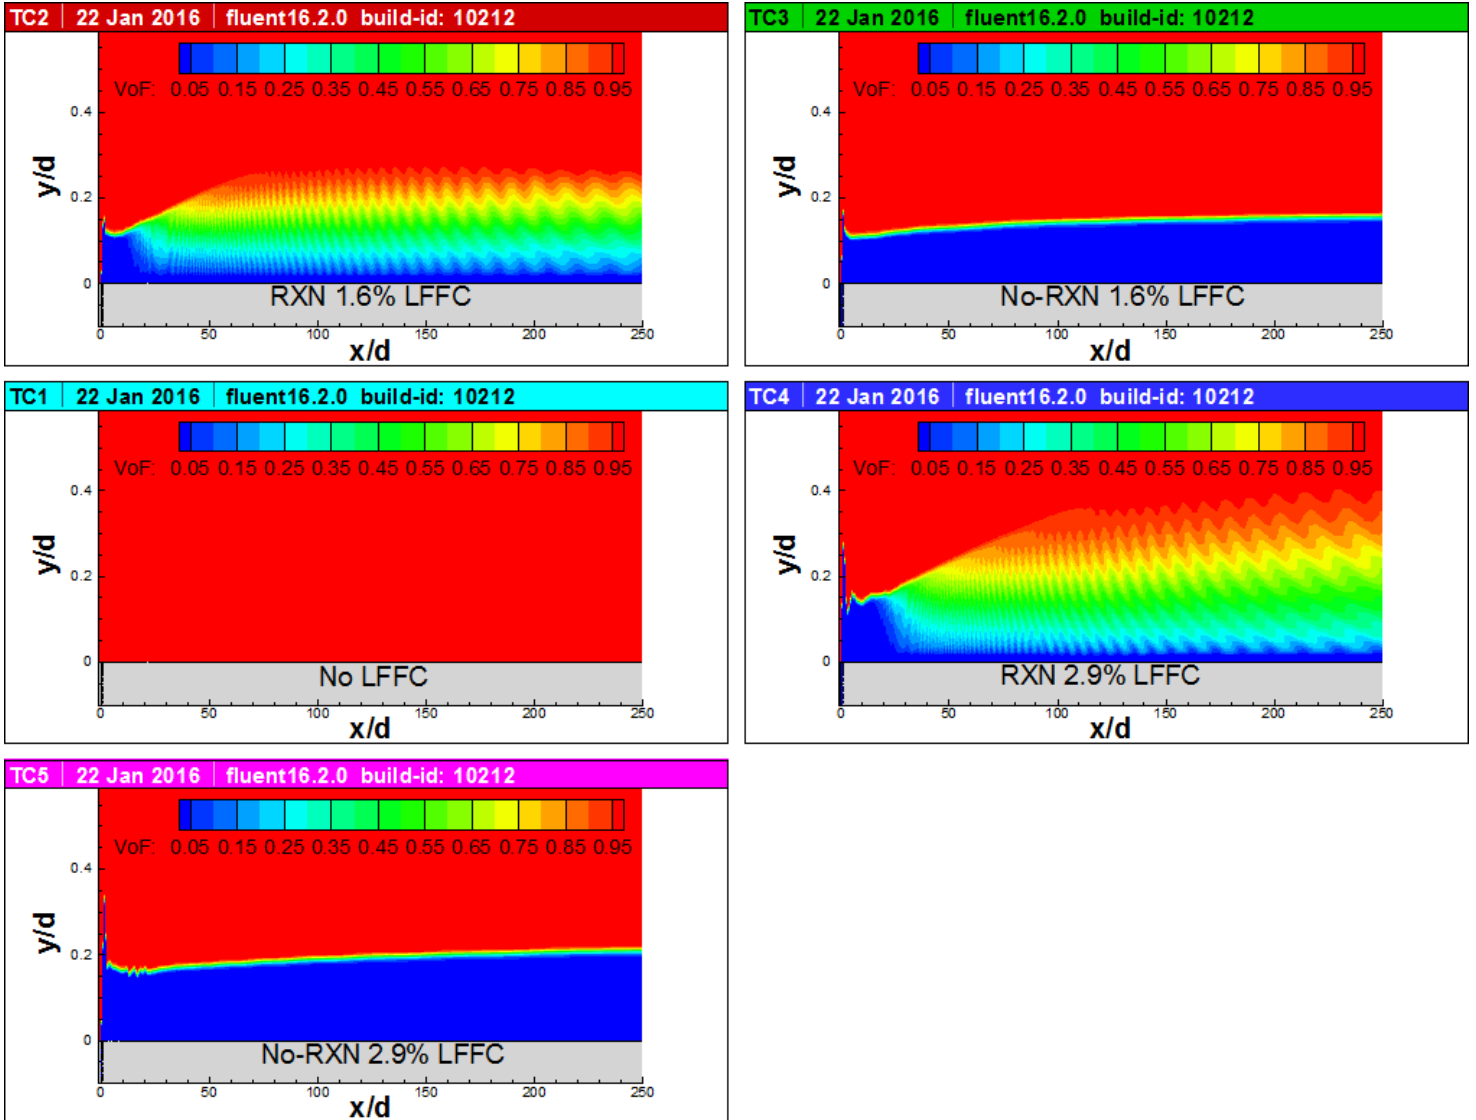 TC2 22 Jan 2016 fluent16.2.0 build-id: 10212
VoF: 0.05 0.15 0.25 0.35 0.45 0.55 0.65 0.75 0.85 0.95
0.4
y/d
0.2
0
RXN 1.6% LFFC
0 50 100 150 200 250
x/d
TC3 22 Jan 2016 fluent16.2.0 build-id: 10212
VoF: 0.05 0.15 0.25 0.35 0.45 0.55 0.65 0.75 0.85 0.95
0.4
y/d
0.2
0
No-RXN 1.6% LFFC
0 50 100 150 200 250
x/d
TC1 22 Jan 2016 fluent16.2.0 build-id: 10212
VoF: 0.05 0.15 0.25 0.35 0.45 0.55 0.65 0.75 0.85 0.95
0.4
y/d
0.2
0
No LFFC
0 50 100 150 200 250
x/d
TC4 22 Jan 2016 fluent16.2.0 build-id: 10212
VoF: 0.05 0.15 0.25 0.35 0.45 0.55 0.65 0.75 0.85 0.95
0.4
y/d
0.2
0
RXN 2.9% LFFC
0 50 100 150 200 250
x/d
TC5 22 Jan 2016 fluent16.2.0 build-id: 10212
VoF: 0.05 0.15 0.25 0.35 0.45 0.55 0.65 0.75 0.85 0.95
0.4
y/d
0.2
0
No-RXN 2.9% LFFC
0 50 100 150 200 250
x/d